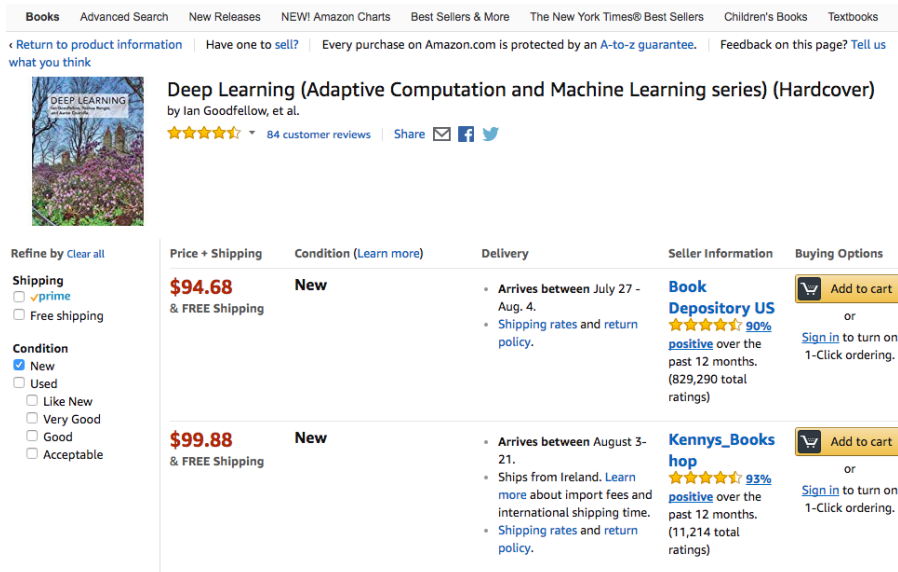 Books Advanced Search New Releases NEW! Amazon Charts Best Sellers & More The New York Times® Best Sellers Children's Books Textbooks
‹ Return to product information Have one to sell? Every purchase on Amazon.com is protected by an A-to-z guarantee. Feedback on this page? Tell us
what you think
DEEP LEARNING
Deep Learning (Adaptive Computation and Machine Learning series) (Hardcover)
by Ian Goodfellow, et al.
84 customer reviews Share
Refine by Clear all
Shipping
prime
Free shipping
Condition
New
Used
Like New
Very Good
Good
Acceptable
Price + Shipping Condition (Learn more) Delivery Seller Information Buying Options
$94.68
& FREE Shipping
New
Arrives between July 27 -
Aug. 4.
Shipping rates and return
policy.
Book
Depository US
90%
positive over the
past 12 months.
(829,290 total
ratings)
Add to cart
or
Sign in to turn on
1-Click ordering.
$99.88
& FREE Shipping
New
Arrives between August 3-
21.
Ships from Ireland. Learn
more about import fees and
international shipping time.
Shipping rates and return
policy.
Kennys_Books
hop
93%
positive over the
past 12 months.
(11,214 total
ratings)
Add to cart
or
Sign in to turn on
1-Click ordering.